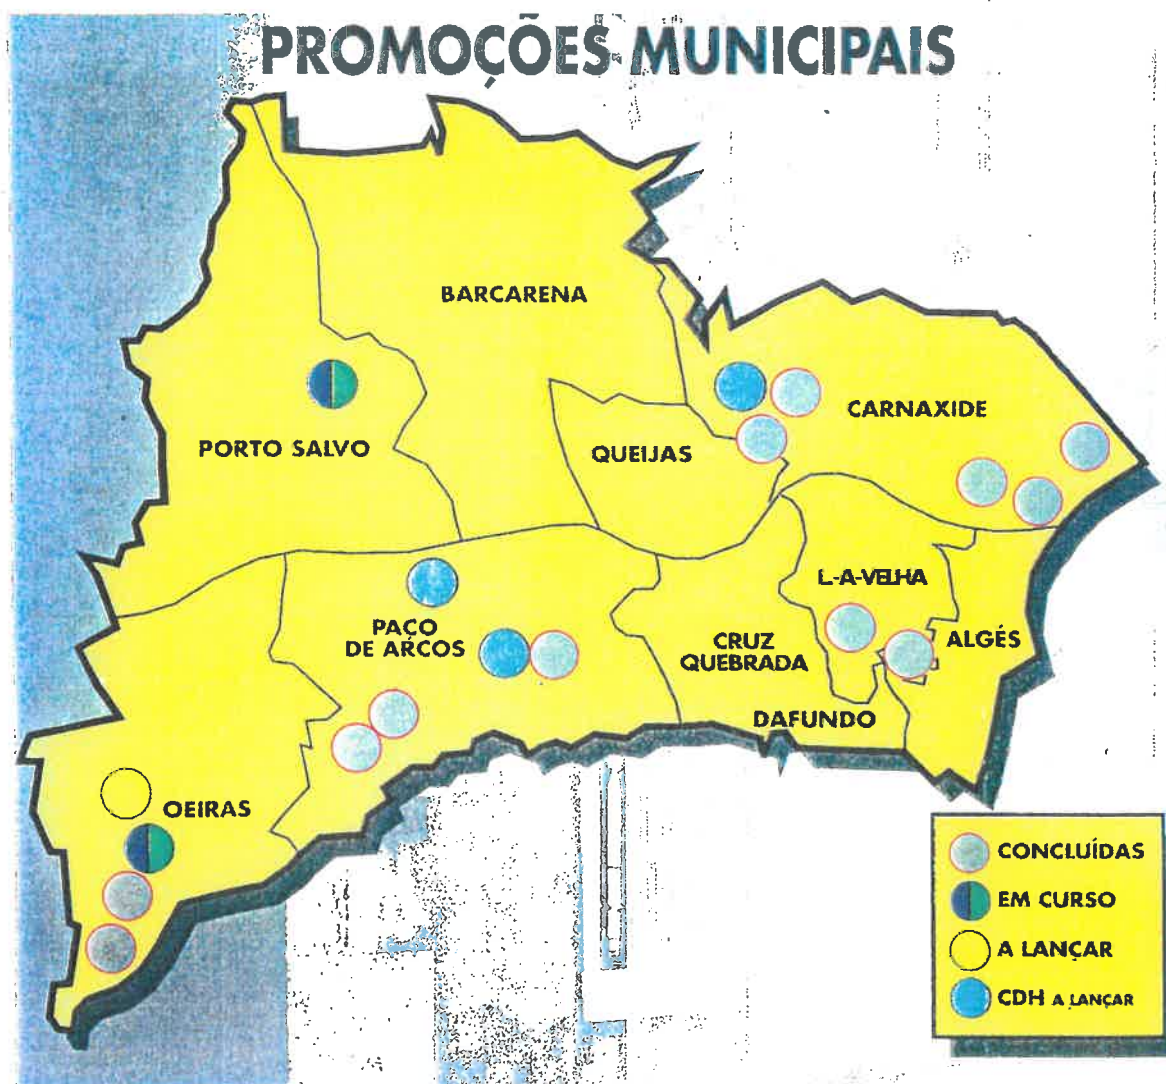 PROMOÇÕES MUNICIPAIS
BARCARENA
CARNAXIDE
PORTO SALVO
QUEIJAS
L-A-VELHA
PAÇO
DE ARCOS
CRUZ
QUEBRADA
ALGÉS
DAFUNDO
OEIRAS
CONCLUÍDAS
EM CURSO
A LANÇAR
CDH A LANÇAR